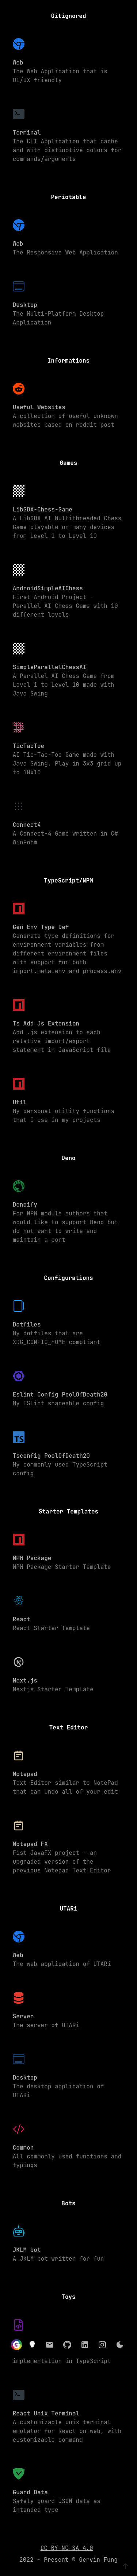 Gitignored
Web
The Web Application that is
UI/UX friendly
Terminal
The CLI Application that cache
and with distinctive colors for
commands/arguments
Periotable
Web
The Responsive Web Application
Desktop
The Multi-Platform Desktop
Application
Informations
Useful Websites
A collection of useful unknown
websites based on reddit post
Games
LibGDX-Chess-Game
A LibGDX AI Multithreaded Chess
Game playable on many devices
from Level 1 to Level 10
AndroidSimpleAIChess
First Android Project -
Parallel AI Chess Game with 10
different levels
SimpleParallelChessAI
A Parallel AI Chess Game from
Level 1 to Level 10 made with
Java Swing
TicTacToe
AI Tic-Tac-Toe Game made with
Java Swing. Play in 3x3 grid up
to 10x10
Connect4
A Connect-4 Game written in C#
WinForm
TypeScript/NPM
Gen Env Type Def
Generate type definitions for
environment variables from
different environment files
with support for both
import.meta.env and process.env
Ts Add Js Extension
Add .js extension to each
relative import/export
statement in JavaScript file
Util
My personal utility functions
that I use in my projects
Deno
Denoify
For NPM module authors that
would like to support Deno but
do not want to write and
maintain a port
Configurations
Dotfiles
My dotfiles that are
XDG_CONFIG_HOME compliant
Eslint Config PoolOfDeath20
My ESLint shareable config
Tsconfig PoolOfDeath20
My commonly used TypeScript
config
Starter Templates
NPM Package
NPM Package Starter Template
React
React Starter Template
Next.js
Nextjs Starter Template
Text Editor
Notepad
Text Editor similar to NotePad
that can undo all of your edit
Notepad FX
Fist JavaFX project - an
upgraded version of the
previous Notepad Text Editor
UTARi
Web
The web application of UTARi
Server
The server of UTARi
Desktop
The desktop application of
UTARi
Common
All commonly used functions and
typings
Bots
JKLM bot
A JKLM bot written for fun
Toys
implementation in TypeScript
React Unix Terminal
A customizable unix terminal
emulator for React on web, with
customizable command
Guard Data
Safely guard JSON data as
intended type
CC BY-NC-SA 4.0
2022 - Present © Gervin Fung